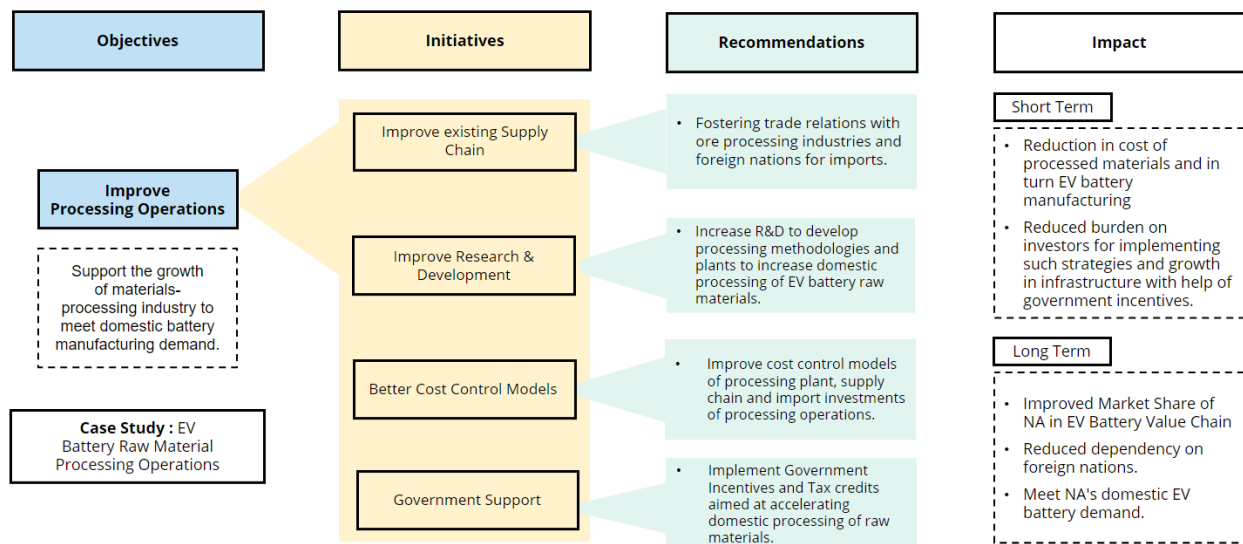 Objectives
Initiatives
Recommendations
Impact
Improve
Processing Operations
Support the growth
of materials-
processing industry to
meet domestic battery
manufacturing demand.
Case Study : EV
Battery Raw Material
Processing Operations
Improve existing Supply
Chain
Improve Research &
Development
Better Cost Control Models
Government Support
• Fostering trade relations with
ore processing industries and
foreign nations for imports.
• Increase R&D to develop
processing methodologies and
plants to increase domestic
processing of EV battery raw
materials.
• Improve cost control models
of processing plant, supply
chain and import investments
of processing operations.
• Implement Government
Incentives and Tax credits
aimed at accelerating
domestic processing of raw
materials.
Short Term
• Reduction in cost of
processed materials and in
turn EV battery
manufacturing
• Reduced burden on
investors for implementing
such strategies and growth
in infrastructure with help of
government incentives.
Long Term
• Improved Market Share of
NA in EV Battery Value Chain
• Reduced dependency on
foreign nations.
• Meet NA's domestic EV
battery demand.